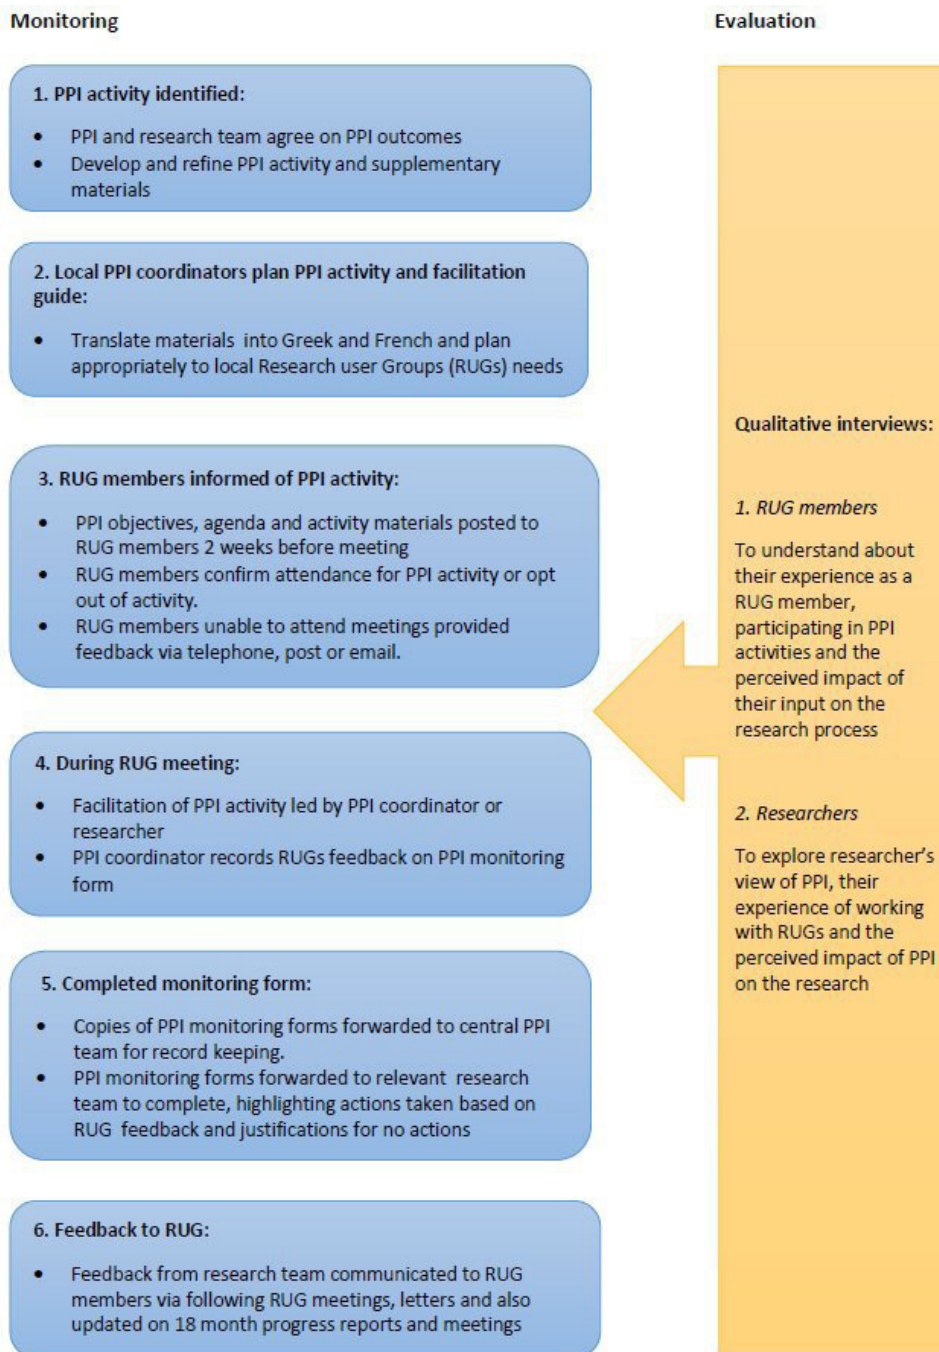 Monitoring
Evaluation
1. PPI activity identified:
• PPI and research team agree on PPI outcomes
• Develop and refine PPI activity and supplementary
materials
2. Local PPI coordinators plan PPI activity and facilitation
guide:
• Translate materials into Greek and French and plan
appropriately to local Research user Groups (RUGs) needs
3. RUG members informed of PPI activity:
• PPI objectives, agenda and activity materials posted to
RUG members 2 weeks before meeting
• RUG members confirm attendance for PPI activity or opt
out of activity.
• RUG members unable to attend meetings provided
feedback via telephone, post or email.
4. During RUG meeting:
• Facilitation of PPI activity led by PPI coordinator or
researcher
• PPI coordinator records RUGs feedback on PPI monitoring
form
5. Completed monitoring form:
• Copies of PPI monitoring forms forwarded to central PPI
team for record keeping.
• PPI monitoring forms forwarded to relevant research
team to complete, highlighting actions taken based on
RUG feedback and justifications for no actions
6. Feedback to RUG:
• Feedback from research team communicated to RUG
members via following RUG meetings, letters and also
updated on 18 month progress reports and meetings
Qualitative interviews:
1. RUG members
To understand about
their experience as a
RUG member,
participating in PPI
activities and the
perceived impact of
their input on the
research process
2. Researchers
To explore researcher's
view of PPI, their
experience of working
with RUGs and the
perceived impact of PPI
on the research